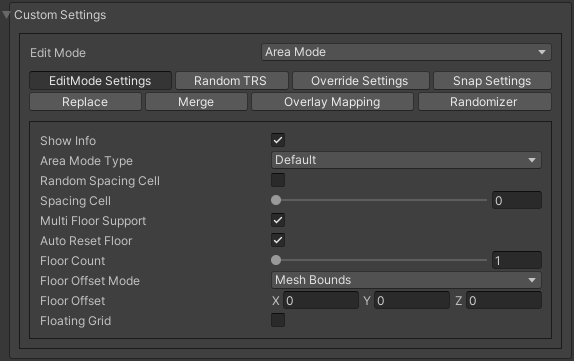 Custom Settings
Edit Mode Area Mode
EditMode Settings Random TRS Override Settings Snap Settings
Replace Merge Overlay Mapping Randomizer
Show Info
Area Mode Type Default
Random Spacing Cell
Spacing Cell 0
Multi Floor Support
Auto Reset Floor
Floor Count 1
Floor Offset Mode Mesh Bounds
Floor Offset X 0 Y 0 Z 0
Floating Grid